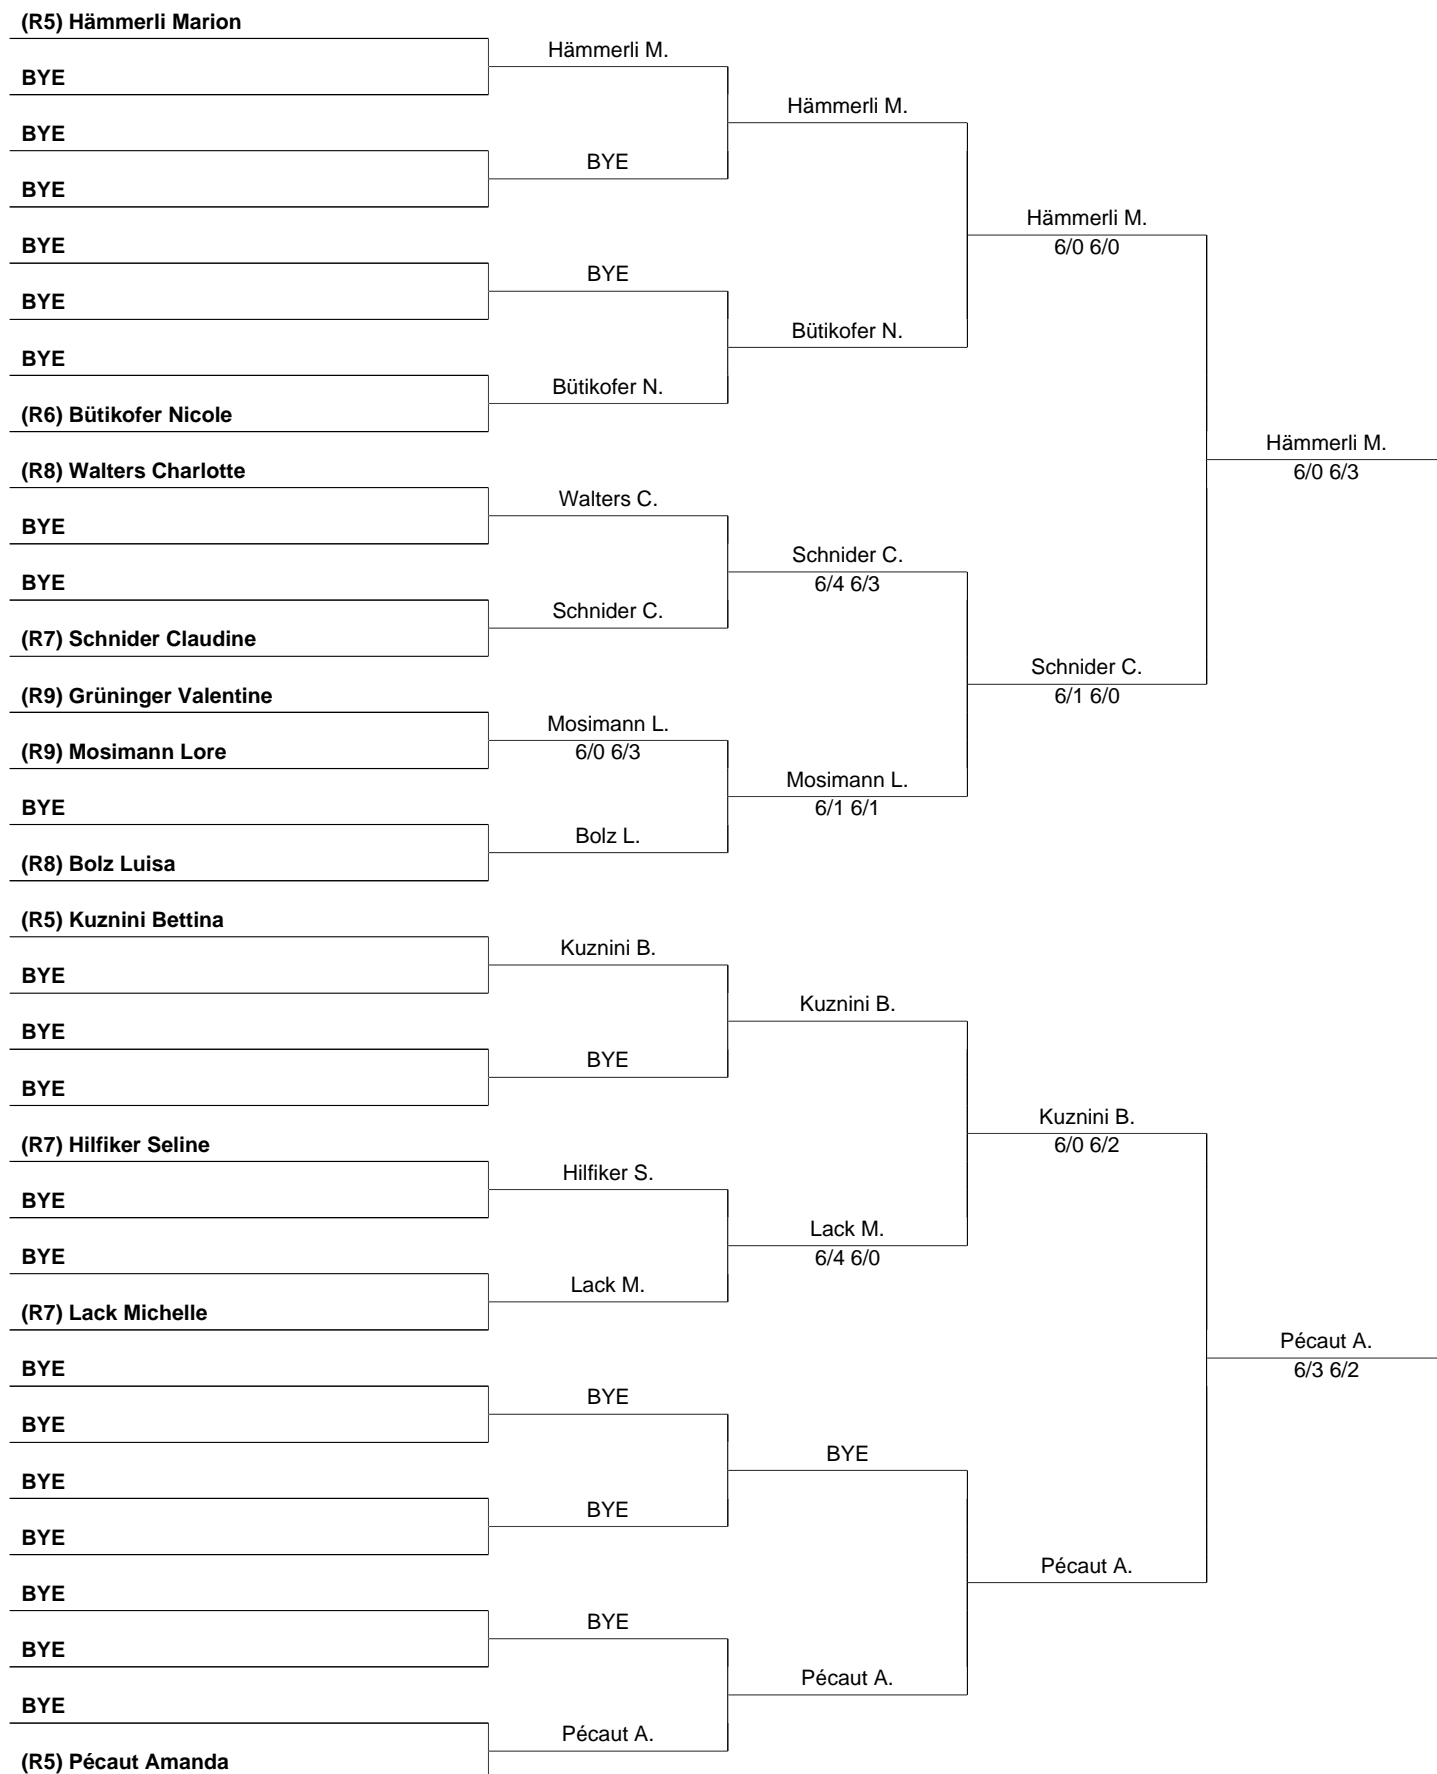 (R5) Hämmerli Marion
Hämmerli M.
BYE
Hämmerli M.
BYE
BYE
BYE
Hämmerli M.
6/0 6/0
BYE
BYE
BYE
Bütikofer N.
BYE
Bütikofer N.
(R6) Bütikofer Nicole
Hämmerli M.
6/0 6/3
(R8) Walters Charlotte
Walters C.
BYE
Schnider C.
6/4 6/3
BYE
Schnider C.
(R7) Schnider Claudine
Schnider C.
6/1 6/0
(R9) Grüninger Valentine
Mosimann L.
6/0 6/3
(R9) Mosimann Lore
Mosimann L.
6/1 6/1
BYE
Bolz L.
(R8) Bolz Luisa
(R5) Kuznini Bettina
Kuznini B.
BYE
Kuznini B.
BYE
BYE
BYE
Kuznini B.
6/0 6/2
(R7) Hilfiker Seline
Hilfiker S.
BYE
Lack M.
6/4 6/0
BYE
Lack M.
(R7) Lack Michelle
Pécaut A.
6/3 6/2
BYE
BYE
BYE
BYE
BYE
BYE
BYE
Pécaut A.
BYE
BYE
BYE
Pécaut A.
BYE
Pécaut A.
(R5) Pécaut Amanda